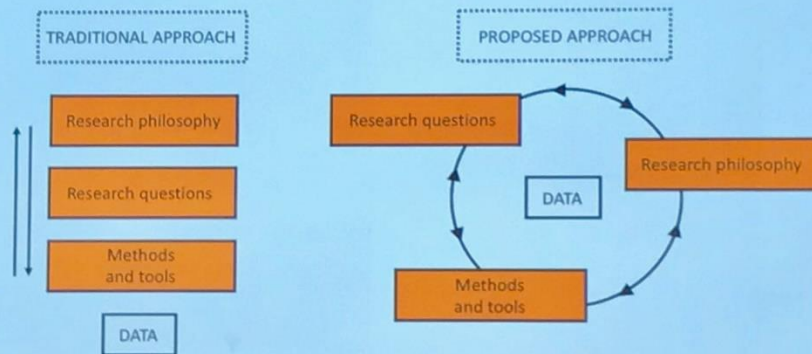 TRADITIONAL APPROACH
Research philosophy
Research questions
Methods
and tools
DATA
PROPOSED APPROACH
Research questions
Research philosophy
DATA
Methods
and tools